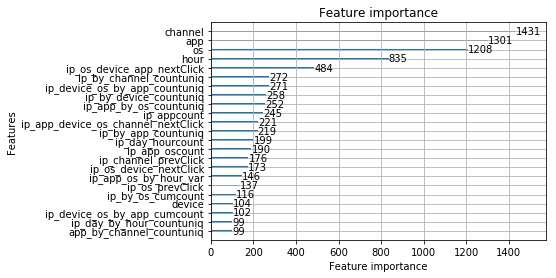 Feature importance
channel 1431
app 1301
os 1208
hour 835
ip_os_device_app_nextClick 484
ip_by_channel_countuniq 272
ip_device_os_by_app_countuniq 271
ip_by_device_countuniq 258
ip_app_by_os_countuniq 252
ip_appcount 245
ip_app_device_os_channel_nextClick 221
ip_by_app_countuniq 219
ip_day_hourcount 199
ip_app_oscount 190
ip_channel_prevClick 176
ip_os_device_nextClick 173
ip_app_os_by_hour_var 146
ip_os_prevClick 137
ip_by_os_cumcount 116
device 104
ip_device_os_by_app_cumcount 102
ip_day_by_hour_countuniq 99
app_by_channel_countuniq 99
Features
0 200 400 600 800 1000 1200 1400
Feature importance